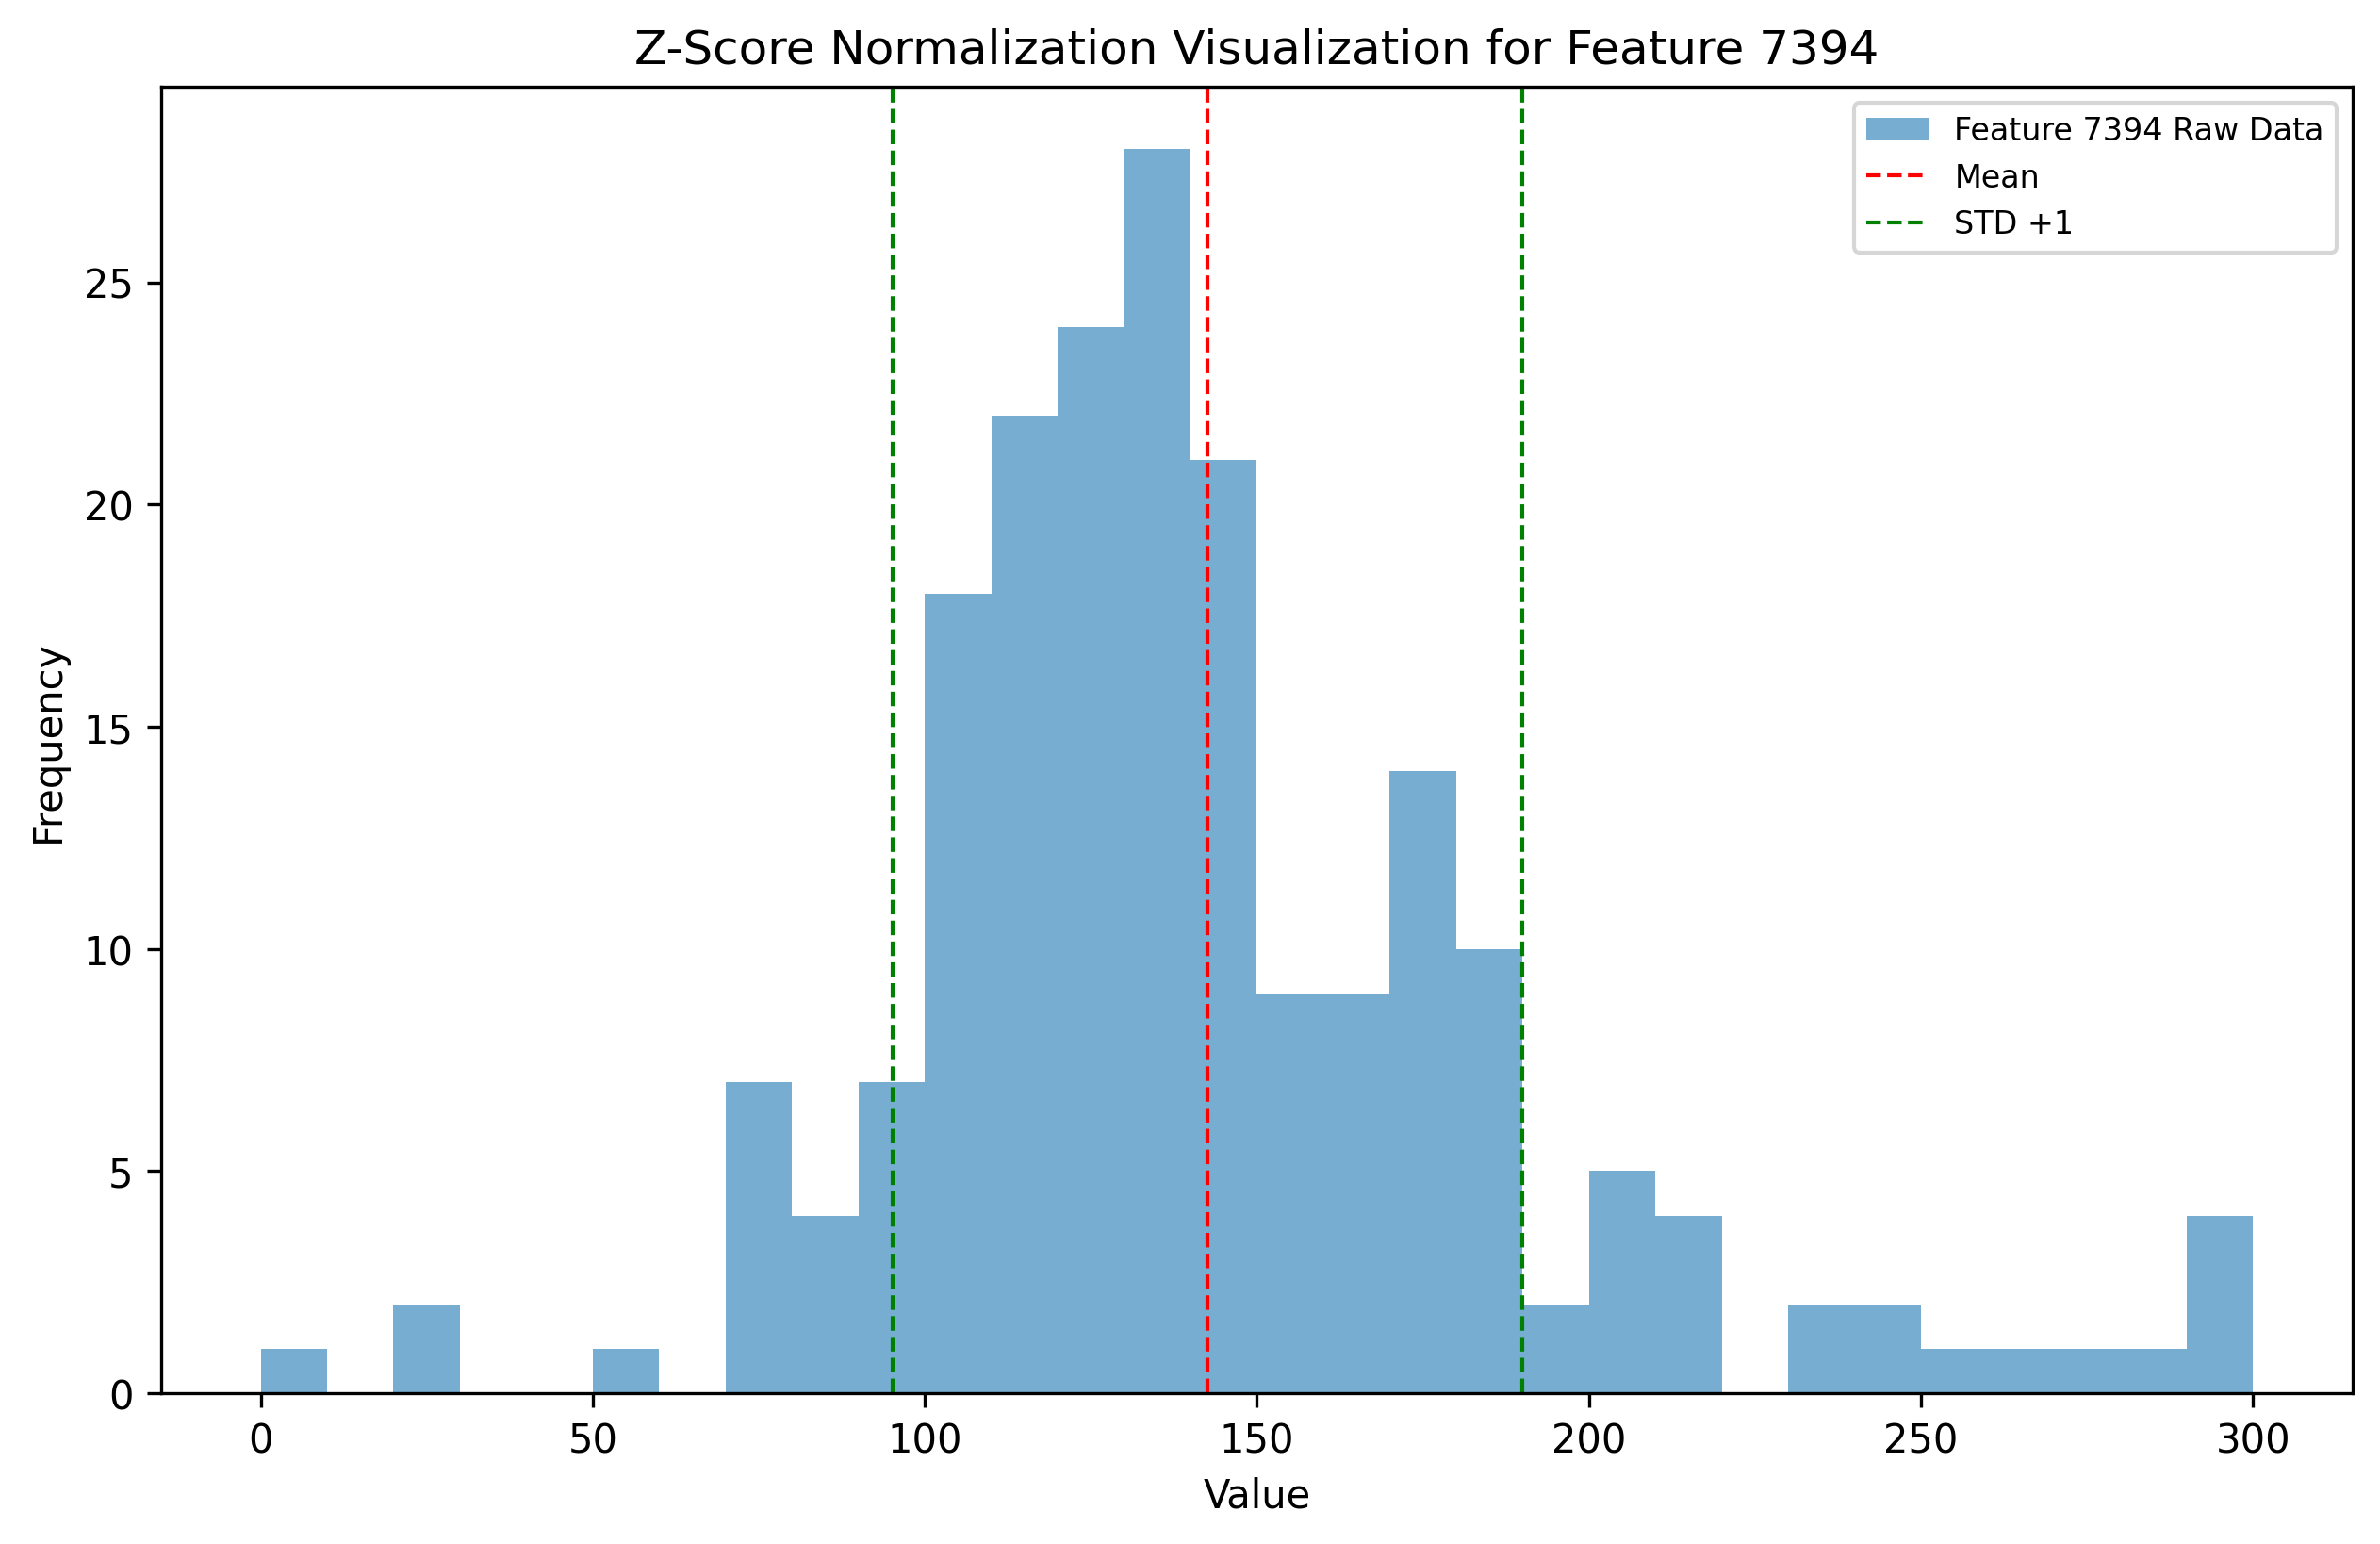 Z-Score Normalization Visualization for Feature 7394
Feature 7394 Raw Data
Mean
STD +1
Frequency
25
20
15
10
5
0
0 50 100 150 200 250 300
Value